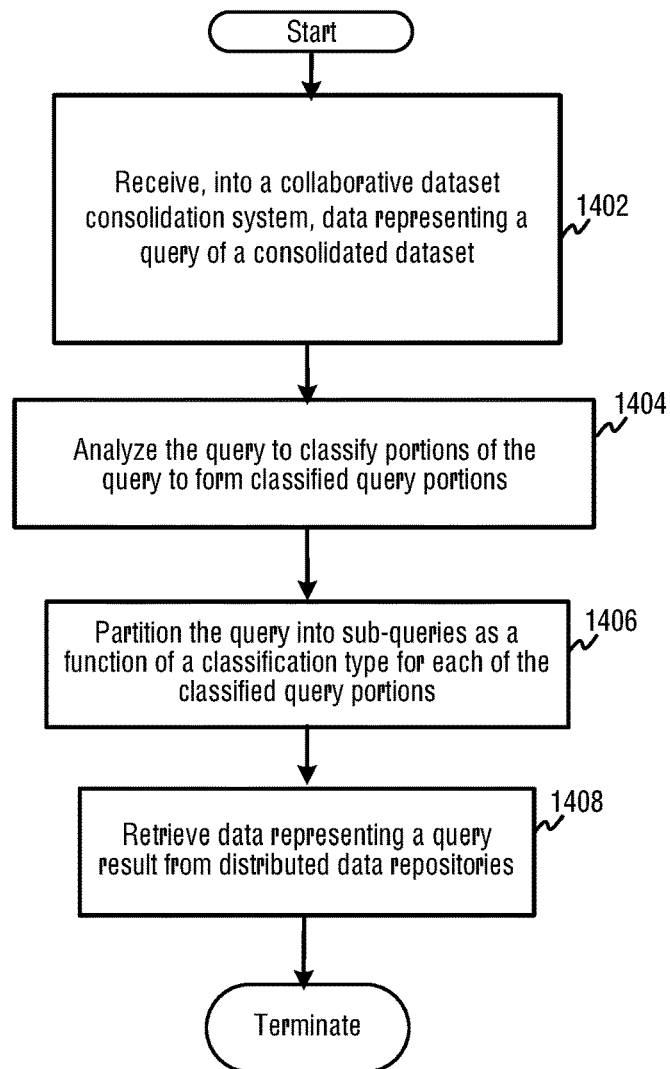 Start
Receive, into a collaborative dataset
consolidation system, data representing a
query of a consolidated dataset
1402
1404
Analyze the query to classify portions of the
query to form classified query portions
Partition the query into sub-queries as a
function of a classification type for each of the
classified query portions
1406
1408
Retrieve data representing a query
result from distributed data repositories
Terminate